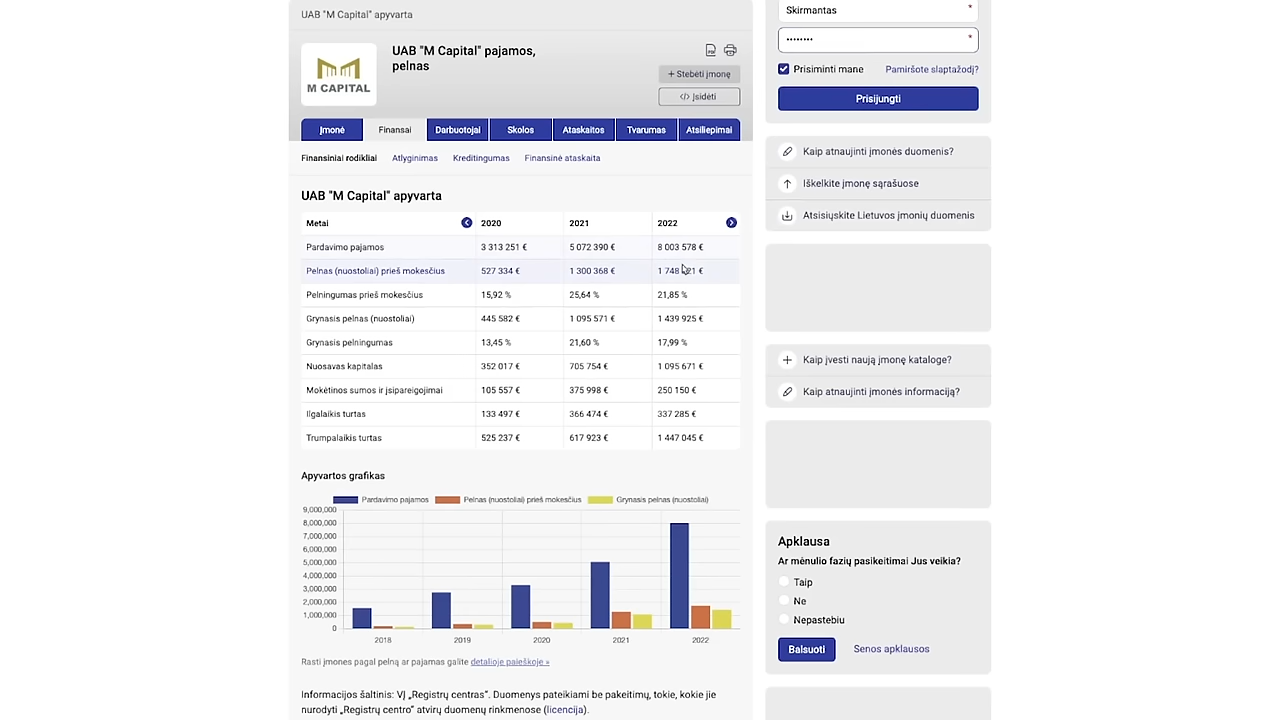 UAB "M Capital" apyvarta
M CAPITAL
UAB "M Capital" pajamos,
pelnas
+ Stebėti įmonę
</> Įsidėti
Įmonė Finansai Darbuotojai Skolos Ataskaitos Tvarumas Atsiliepimai
Finansiniai rodikliai Atlyginimas Kreditingumas Finansinė ataskaita
UAB "M Capital" apyvarta
Metai 2020 2021 2022
Pardavimo pajamos 3 313 251 € 5 072 390 € 8 003 578 €
Pelnas (nuostoliai) prieš mokesčius 527 334 € 1 300 368 € 1 748 21 €
Pelningumas prieš mokesčius 15,92 % 25,64 % 21,85 %
Grynasis pelnas (nuostoliai) 445 582 € 1 095 571 € 1 439 925 €
Grynasis pelningumas 13,45 % 21,60 % 17,99 %
Nuosavas kapitalas 352 017 € 705 754 € 1 095 671 €
Mokėtinos sumos ir įsipareigojimai 105 557 € 375 998 € 250 150 €
Ilgalaikis turtas 133 497 € 366 474 € 337 285 €
Trumpalaikis turtas 525 237 € 617 923 € 1 447 045 €
Apyvartos grafikas
Pardavimo pajamos Pelnas (nuostoliai) prieš mokesčius Grynasis pelnas (nuostoliai)
9,000,000
8,000,000
7,000,000
6,000,000
5,000,000
4,000,000
3,000,000
2,000,000
1,000,000
0
2018 2019 2020 2021 2022
Rasti įmones pagal pelną ar pajamas galite detalioje paieškoje »
Informacijos šaltinis: VĮ „Registrų centras“. Duomenys pateikiami be pakeitimų, tokie, kokie jie
nurodyti „Registrų centro“ atvirų duomenų rinkmenose (licencija).
Skirmantas *
•••••••• *
Prisiminti mane Pamiršote slaptažodį?
Prisijungti
Kaip atnaujinti įmonės duomenis?
Iškelkite įmonę sąrašuose
Atsisiųskite Lietuvos įmonių duomenis
Kaip įvesti naują įmonę kataloge?
Kaip atnaujinti įmonės informaciją?
Apklausa
Ar mėnulio fazių pasikeitimai Jus veikia?
Taip
Ne
Nepastebiu
Balsuoti Senos apklausos